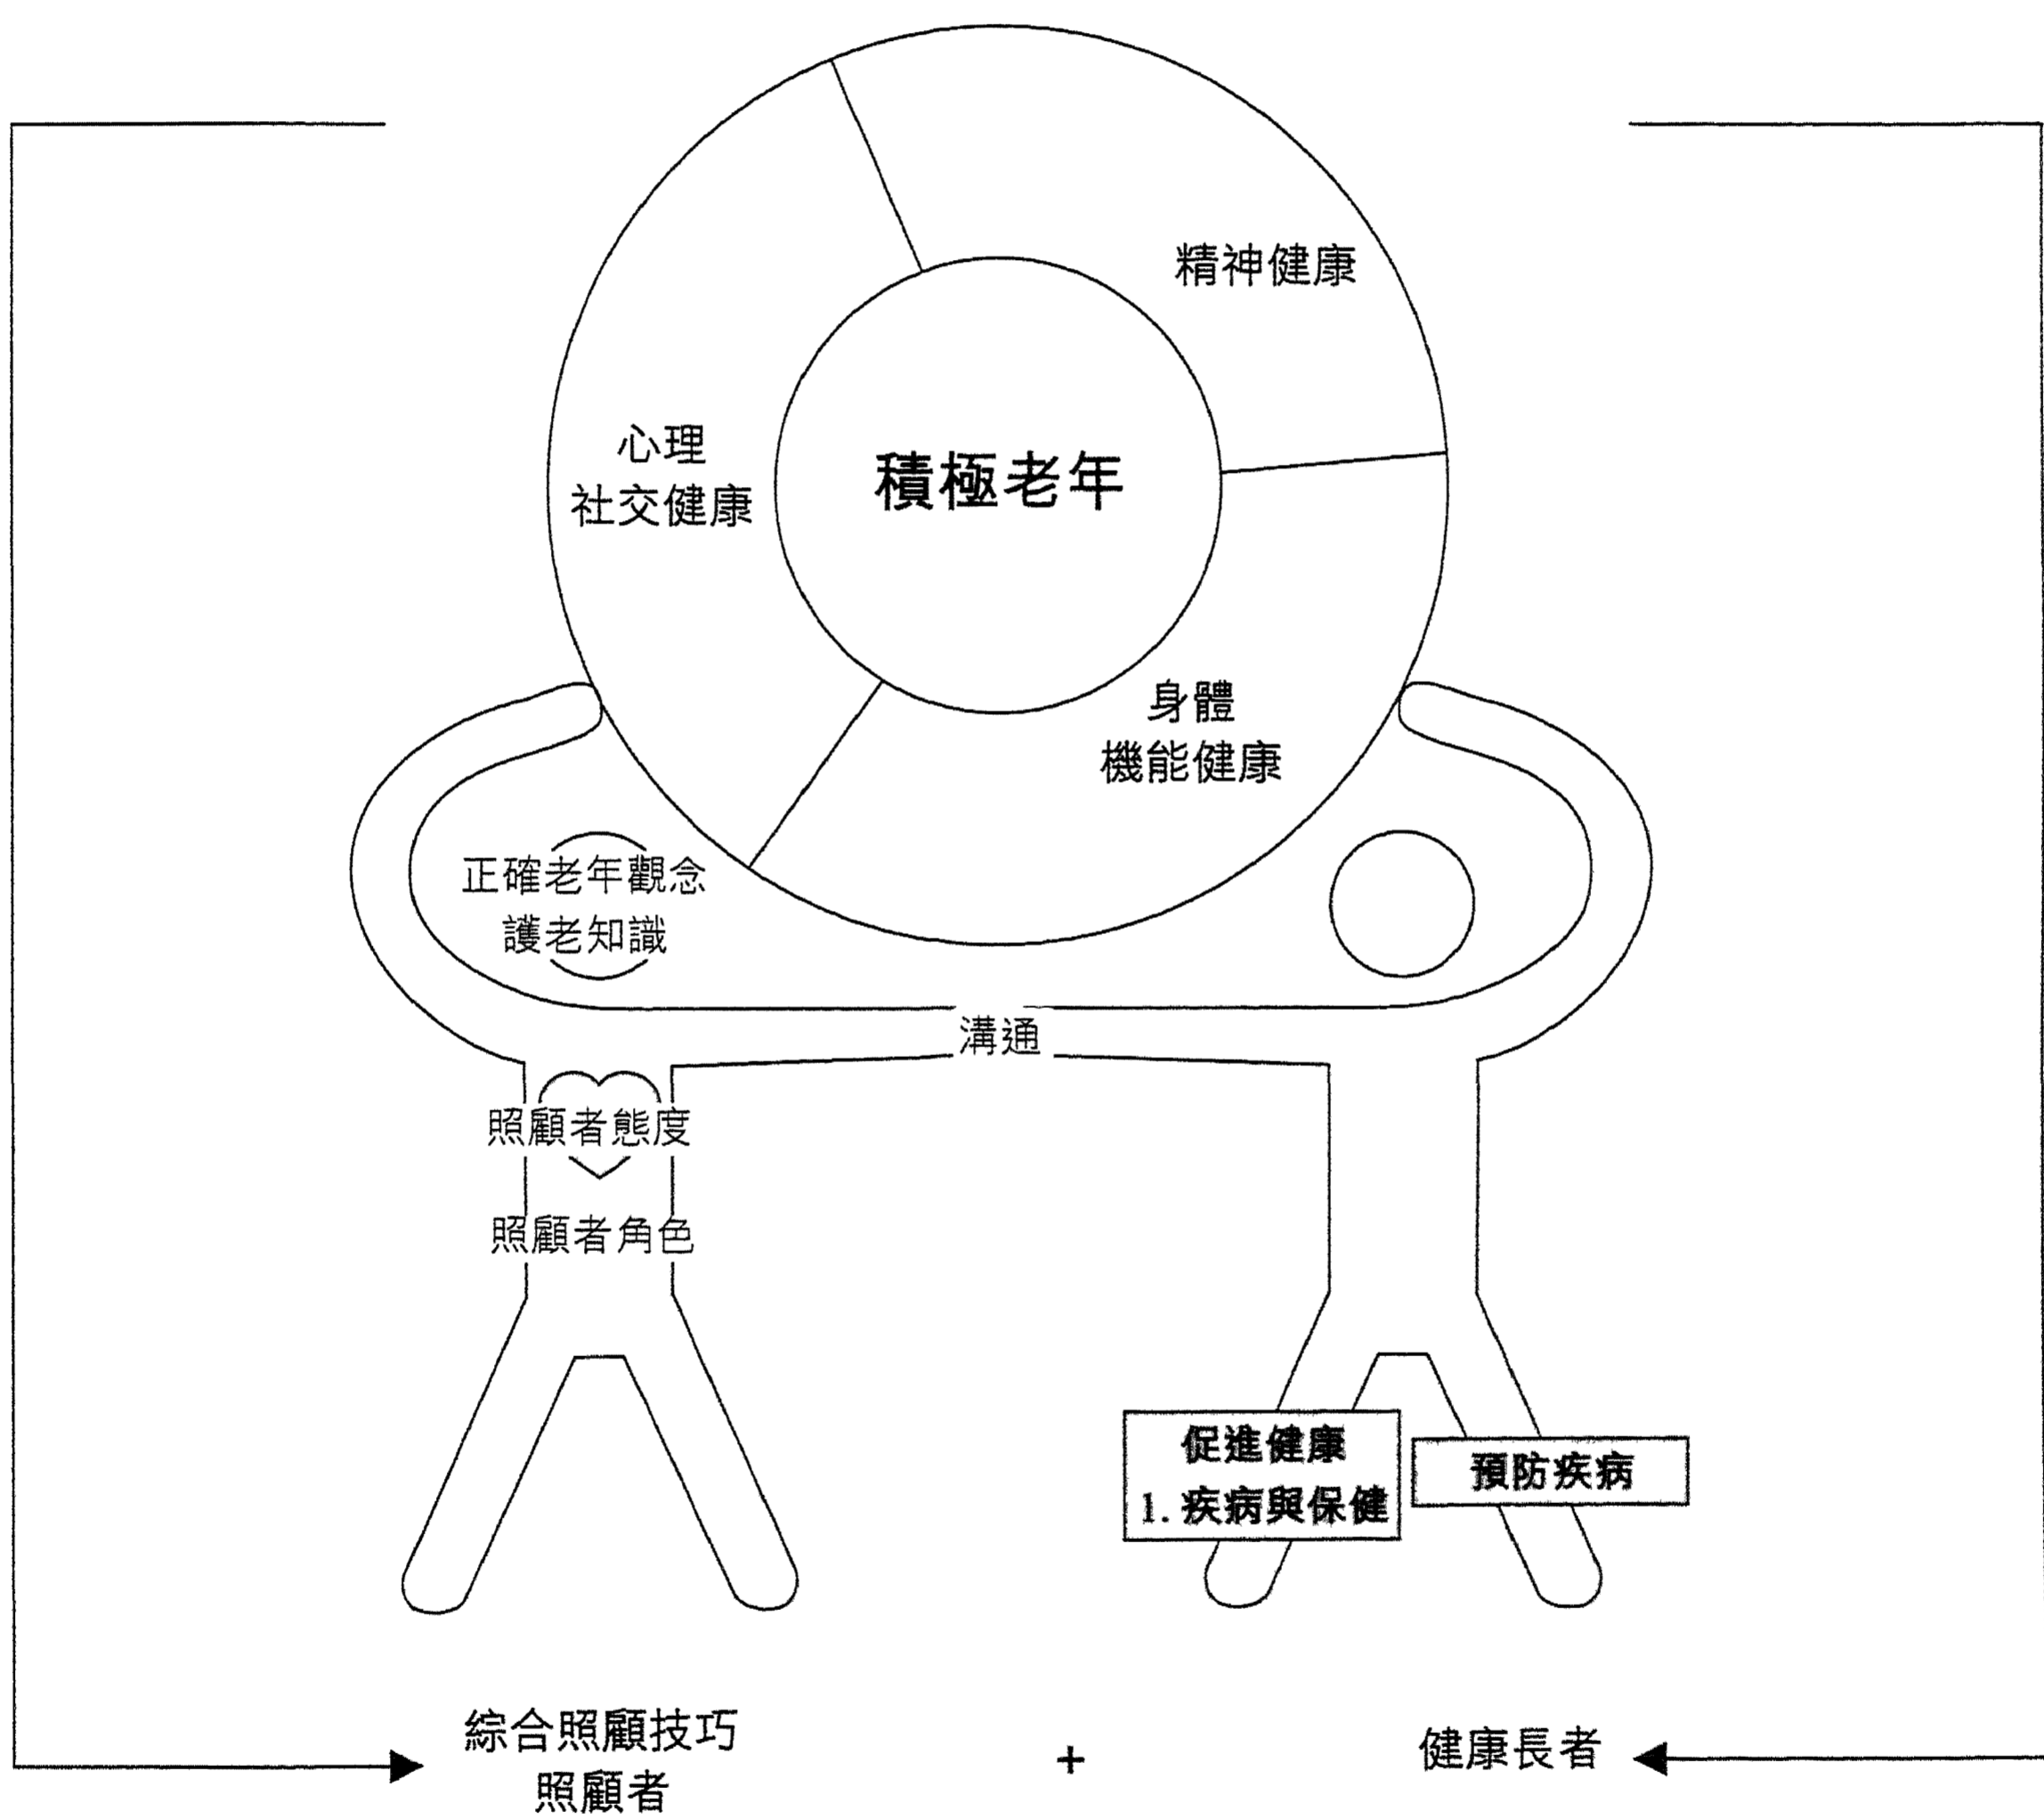 精神健康
心理
社交健康
積極老年
身體
機能健康
正確老年觀念
護老知識
溝通
照顧者態度
照顧者角色
促進健康
1. 疾病與保健
預防疾病
綜合照顧技巧
照顧者
+
健康長者